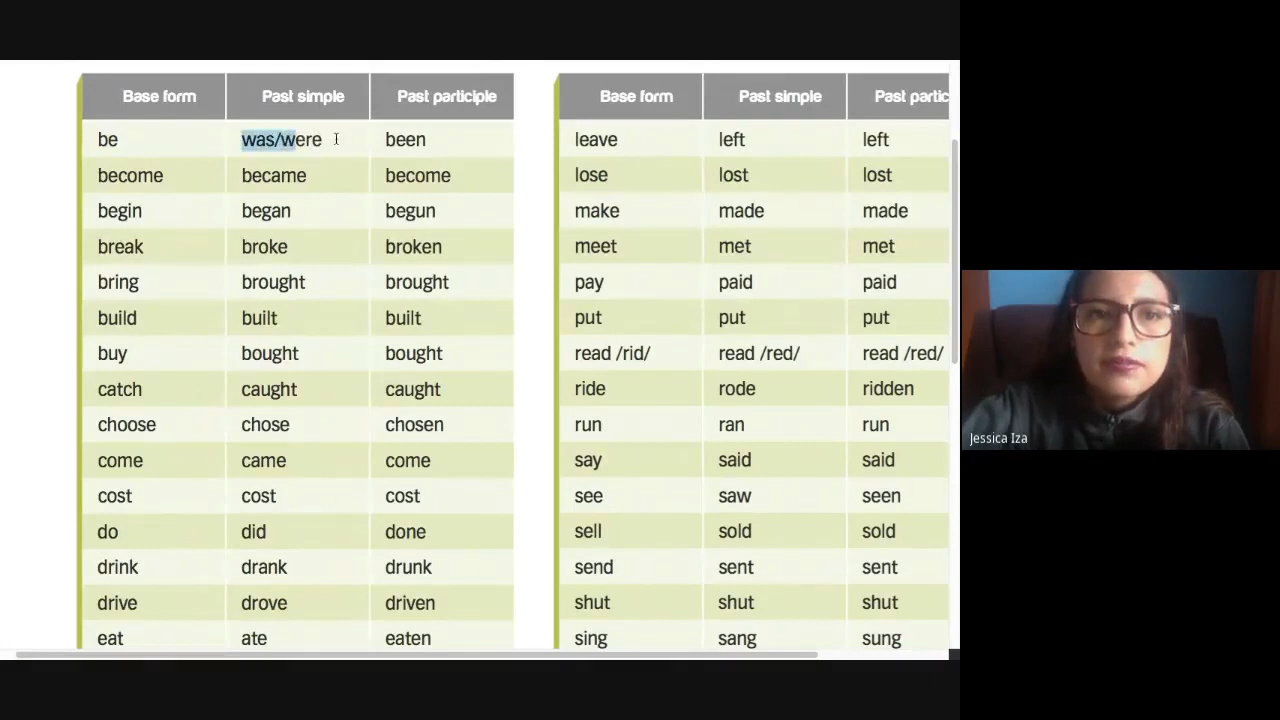 Base form Past simple Past participle Base form Past simple Past partic
be was/were been leave left left
become became become lose lost lost
begin began begun make made made
break broke broken meet met met
bring brought brought pay paid paid
build built built put put put
buy bought bought read /rid/ read /red/ read /red/
catch caught caught ride rode ridden
choose chose chosen run ran run
come came come say said said
cost cost cost see saw seen
do did done sell sold sold
drink drank drunk send sent sent
drive drove driven shut shut shut
eat ate eaten sing sang sung
Jessica Iza